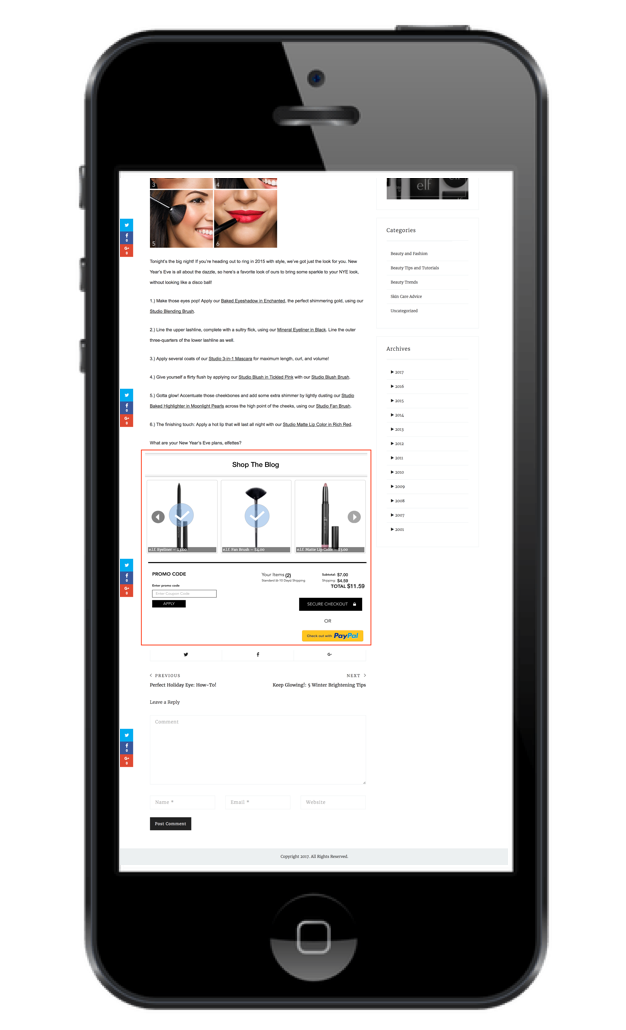 3
4
elf
5
6
Categories
Beauty and Fashion
Beauty Tips and Tutorials
Beauty Trends
Skin Care Advice
Uncategorized
Tonight's the big night! If you're heading out to ring in 2015 with style, we've got just the look for you. New
Year's Eve is all about the dazzle, so here's a favorite look of ours to bring some sparkle to your NYE look,
without looking like a disco ball!
1.) Make those eyes pop! Apply our Baked Eyeshadow in Enchanted, the perfect shimmering gold, using our
Studio Blending Brush.
2.) Line the upper lashline, complete with a sultry flick, using our Mineral Eyeliner in Black. Line the outer
three-quarters of the lower lashline as well.
3.) Apply several coats of our Studio 3-in-1 Mascara for maximum length, curl, and volume!
4.) Give yourself a flirty flush by applying our Studio Blush in Tickled Pink with our Studio Blush Brush.
5.) Gotta glow! Accentuate those cheekbones and add some extra shimmer by lightly dusting our Studio
Baked Highlighter in Moonlight Pearls across the high point of the cheeks, using our Studio Fan Brush.
6.) The finishing touch: Apply a hot lip that will last all night with our Studio Matte Lip Color in Rich Red.
What are your New Year's Eve plans, elfelles?
Archives
► 2017
► 2016
► 2015
► 2014
► 2013
► 2012
► 2011
► 2010
► 2009
► 2008
► 2007
► 2001
Shop The Blog
e.l.f. Eyeliner
e.l.f. Fan Brush
e.l.f. Matte Lip Color
PROMO CODE
Enter promo code
Enter Coupon Code
APPLY
Your Items (2)
Standard (6-10 Days) Shipping
Subtotal: $7.00
Shipping: $4.59
TOTAL $11.59
SECURE CHECKOUT
OR
Check out with PayPal
G+
PREVIOUS
Perfect Holiday Eye: How-To!
NEXT
Keep Glowing!: 5 Winter Brightening Tips
Leave a Reply
Comment
Name *
Email *
Website
Post Comment
Copyright 2017. All Rights Reserved.